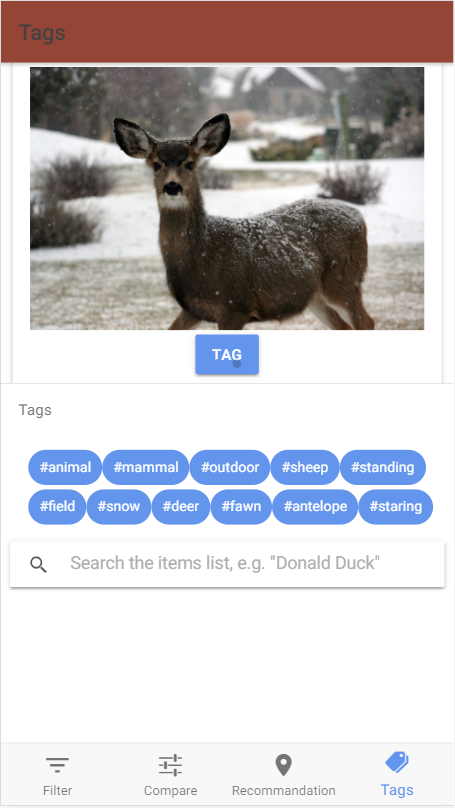 Tags
TAG
Tags
#animal #mammal #outdoor #sheep #standing
#field #snow #deer #fawn #antelope #staring
Search the items list, e.g. "Donald Duck"
Filter Compare Recommandation Tags